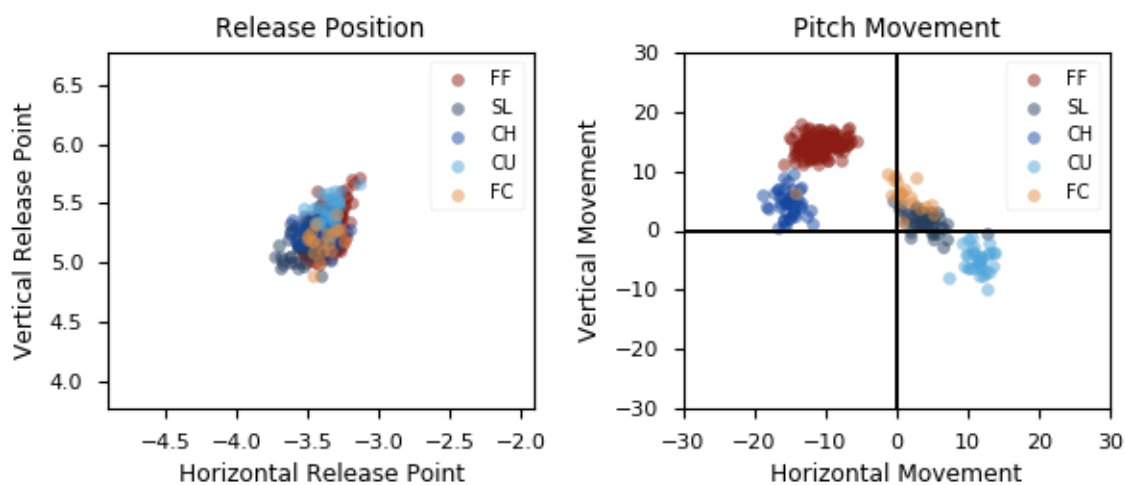 Release Position
Vertical Release Point
6.5
6.0
5.5
5.0
4.5
4.0
FF
SL
CH
CU
FC
−4.5 −4.0 −3.5 −3.0 −2.5 −2.0
Horizontal Release Point
Pitch Movement
Vertical Movement
30
20
10
0
−10
−20
−30
FF
SL
CH
CU
FC
−30 −20 −10 0 10 20 30
Horizontal Movement